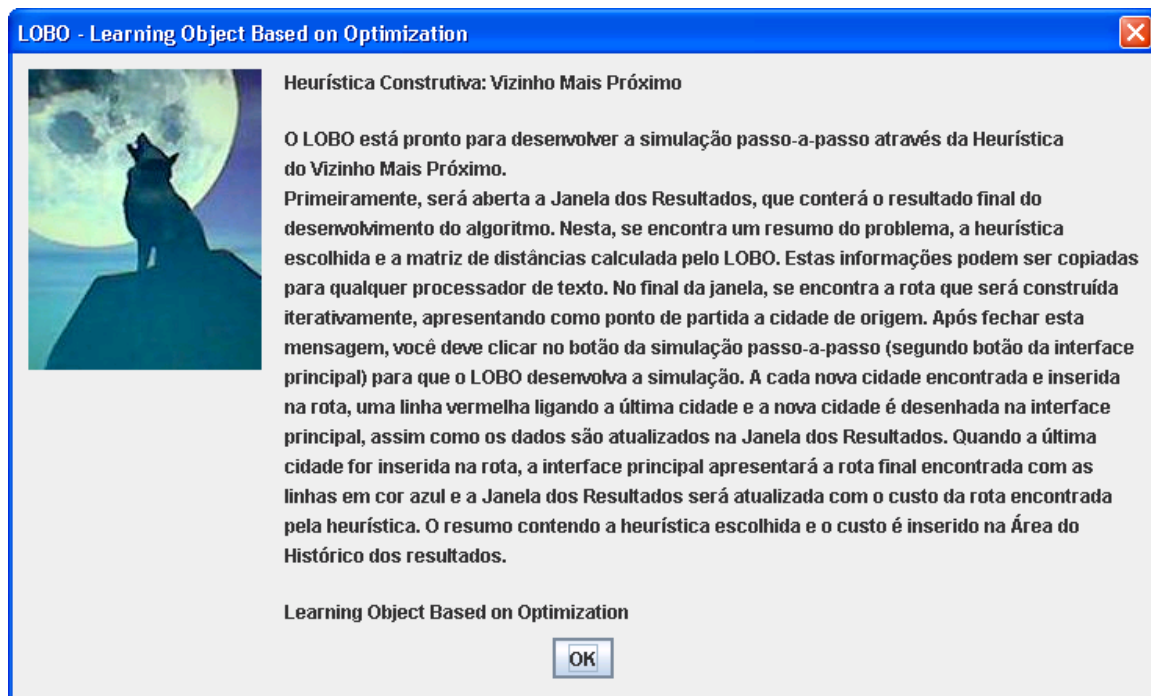 LOBO - Learning Object Based on Optimization
Heurística Construtiva: Vizinho Mais Próximo
O LOBO está pronto para desenvolver a simulação passo-a-passo através da Heurística
do Vizinho Mais Próximo.
Primeiramente, será aberta a Janela dos Resultados, que conterá o resultado final do
desenvolvimento do algoritmo. Nesta, se encontra um resumo do problema, a heurística
escolhida e a matriz de distâncias calculada pelo LOBO. Estas informações podem ser copiadas
para qualquer processador de texto. No final da janela, se encontra a rota que será construída
iterativamente, apresentando como ponto de partida a cidade de origem. Após fechar esta
mensagem, você deve clicar no botão da simulação passo-a-passo (segundo botão da interface
principal) para que o LOBO desenvolva a simulação. A cada nova cidade encontrada e inserida
na rota, uma linha vermelha ligando a última cidade e a nova cidade é desenhada na interface
principal, assim como os dados são atualizados na Janela dos Resultados. Quando a última
cidade for inserida na rota, a interface principal apresentará a rota final encontrada com as
linhas em cor azul e a Janela dos Resultados será atualizada com o custo da rota encontrada
pela heurística. O resumo contendo a heurística escolhida e o custo é inserido na Área do
Histórico dos resultados.
Learning Object Based on Optimization
OK